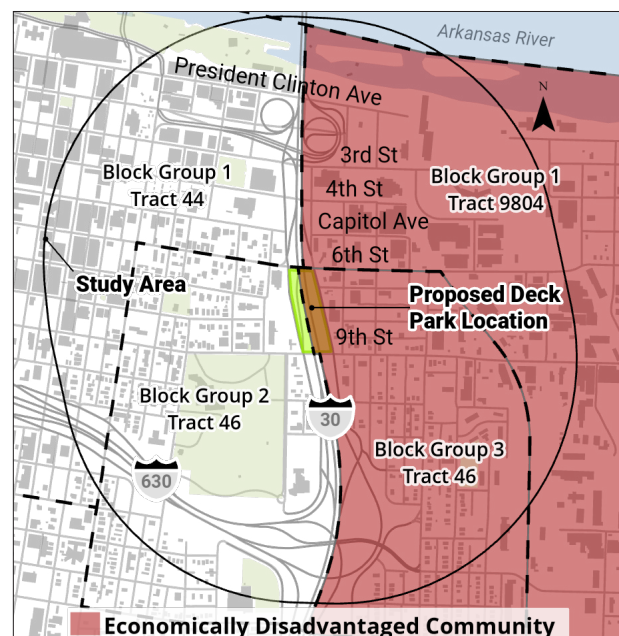 Arkansas River
President Clinton Ave
N
3rd St
Block Group 1
Tract 44
Block Group 1
Tract 9804
4th St
Capitol Ave
6th St
Study Area
Proposed Deck
Park Location
9th St
Block Group 2
Tract 46
30
Block Group 3
Tract 46
630
Economically Disadvantaged Community